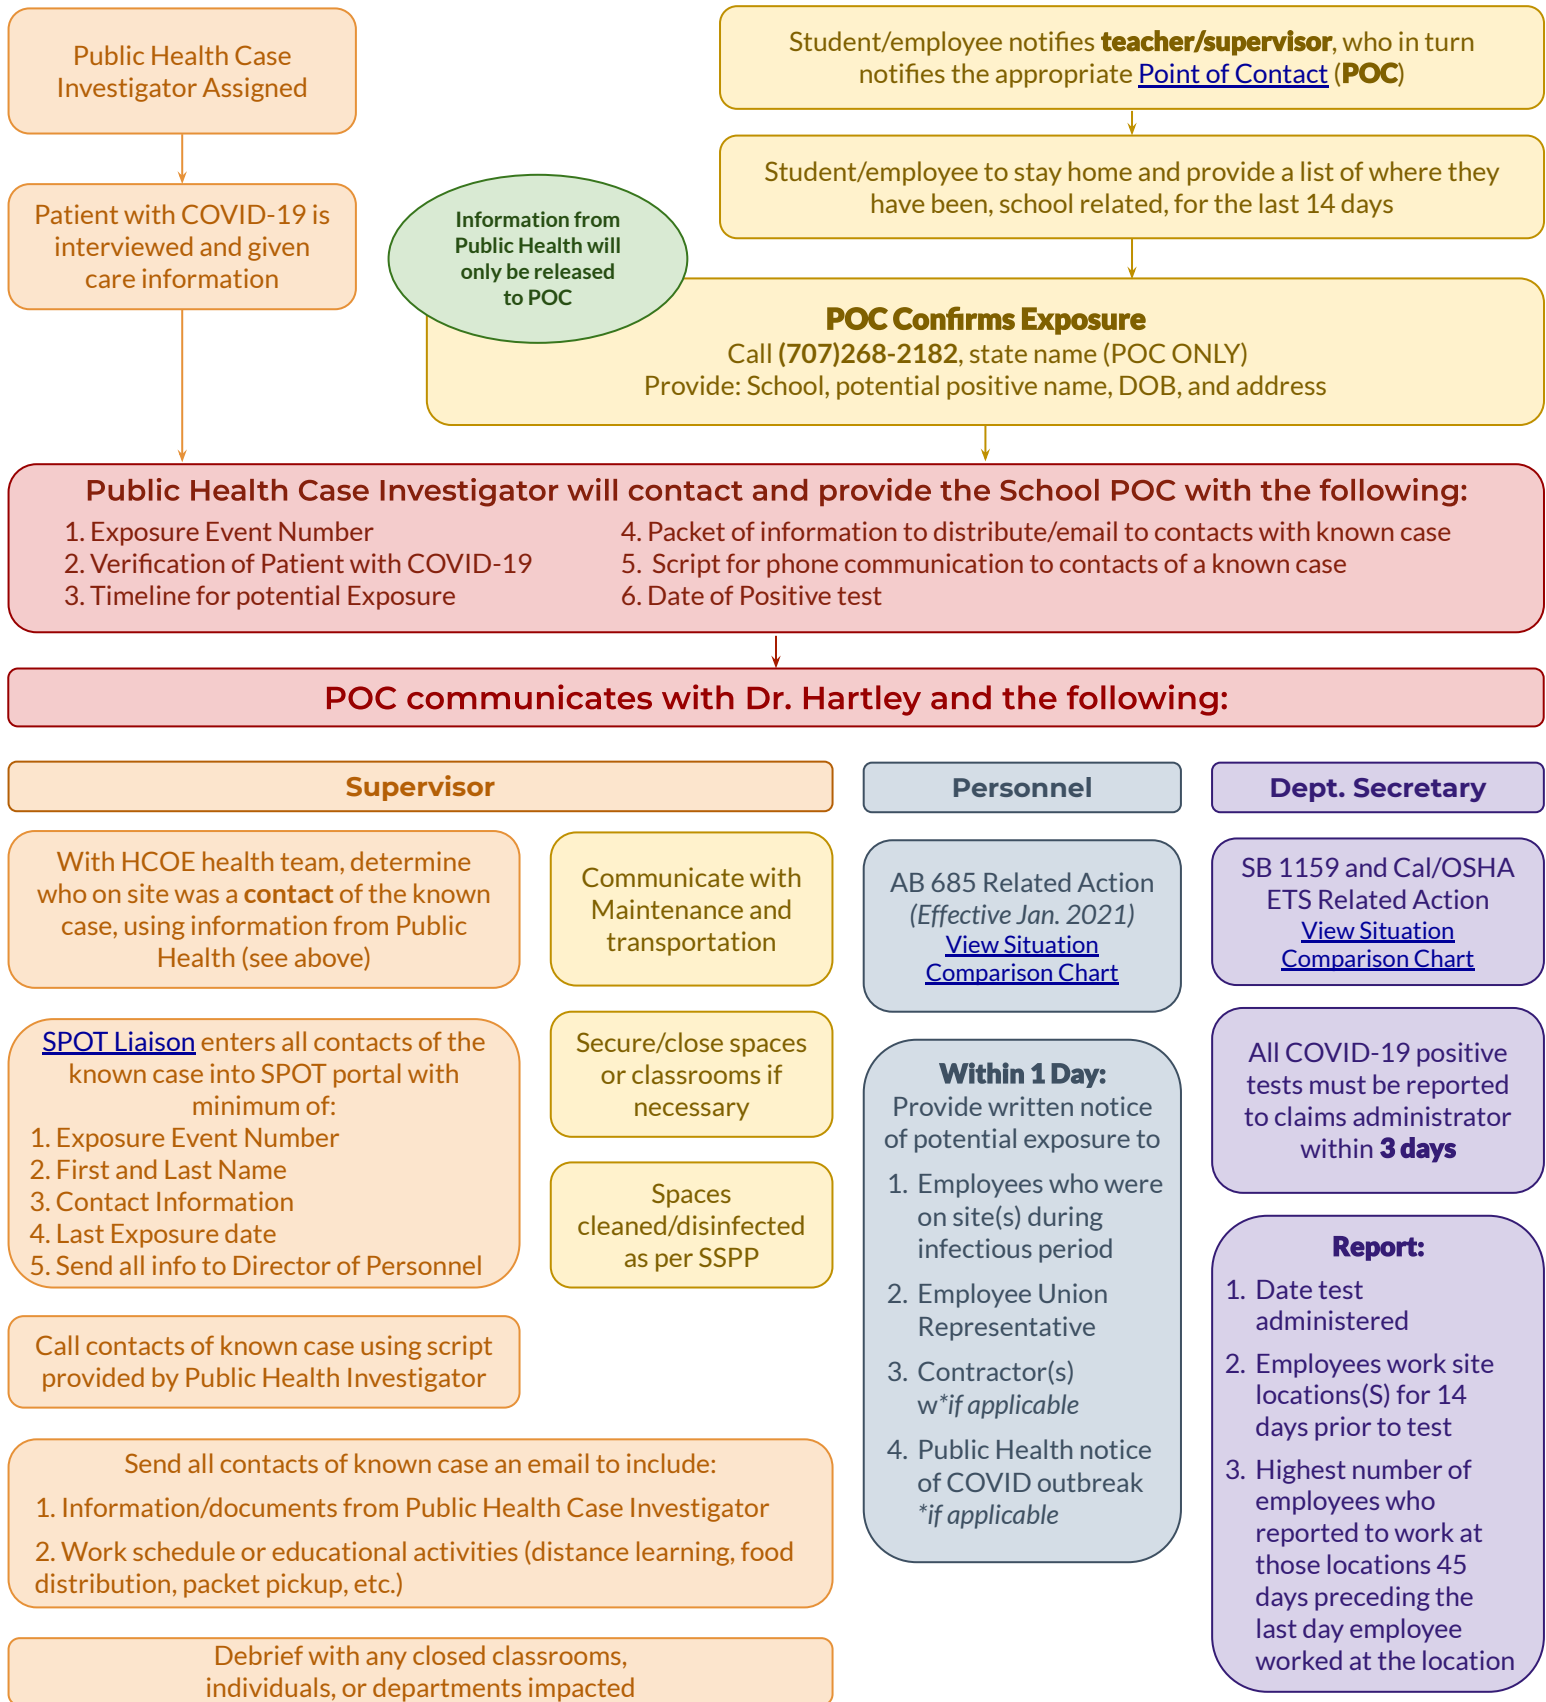 Public Health Case
Investigator Assigned
Patient with COVID-19 is
interviewed and given
care information
Student/employee notifies teacher/supervisor, who in turn
notifies the appropriate Point of Contact (POC)
Student/employee to stay home and provide a list of where they
have been, school related, for the last 14 days
Information from
Public Health will
only be released
to POC
POC Confirms Exposure
Call (707)268-2182, state name (POC ONLY)
Provide: School, potential positive name, DOB, and address
Public Health Case Investigator will contact and provide the School POC with the following:
1. Exposure Event Number
2. Verification of Patient with COVID-19
3. Timeline for potential Exposure
4. Packet of information to distribute/email to contacts with known case
5. Script for phone communication to contacts of a known case
6. Date of Positive test
POC communicates with Dr. Hartley and the following:
Supervisor
With HCOE health team, determine
who on site was a contact of the known
case, using information from Public
Health (see above)
SPOT Liaison enters all contacts of the
known case into SPOT portal with
minimum of:
1. Exposure Event Number
2. First and Last Name
3. Contact Information
4. Last Exposure date
5. Send all info to Director of Personnel
Call contacts of known case using script
provided by Public Health Investigator
Communicate with
Maintenance and
transportation
Secure/close spaces
or classrooms if
necessary
Spaces
cleaned/disinfected
as per SSPP
Send all contacts of known case an email to include:
1. Information/documents from Public Health Case Investigator
2. Work schedule or educational activities (distance learning, food
distribution, packet pickup, etc.)
Debrief with any closed classrooms,
individuals, or departments impacted
Personnel
AB 685 Related Action
(Effective Jan. 2021)
View Situation
Comparison Chart
Within 1 Day:
Provide written notice
of potential exposure to
1. Employees who were
on site(s) during
infectious period
2. Employee Union
Representative
3. Contractor(s)
w*if applicable
4. Public Health notice
of COVID outbreak
*if applicable
Dept. Secretary
SB 1159 and Cal/OSHA
ETS Related Action
View Situation
Comparison Chart
All COVID-19 positive
tests must be reported
to claims administrator
within 3 days
Report:
1. Date test
administered
2. Employees work site
locations(S) for 14
days prior to test
3. Highest number of
employees who
reported to work at
those locations 45
days preceding the
last day employee
worked at the location